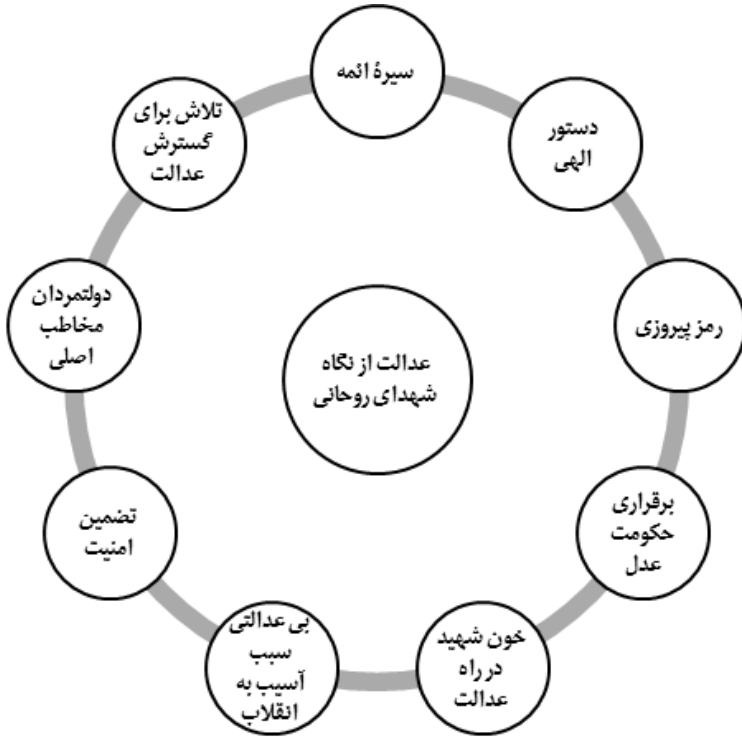 سیرهٔ ائمه
دستور
الهی
رمز پیروزی
برقراری
حکومت
عدل
خون شهید
در راه
عدالت
بی عدالتی
سبب
آسیب به
انقلاب
تضمین
امنیت
دولتمردان
مخاطب
اصلی
تلاش برای
گسترش
عدالت
عدالت از نگاه
شهدای روحانی